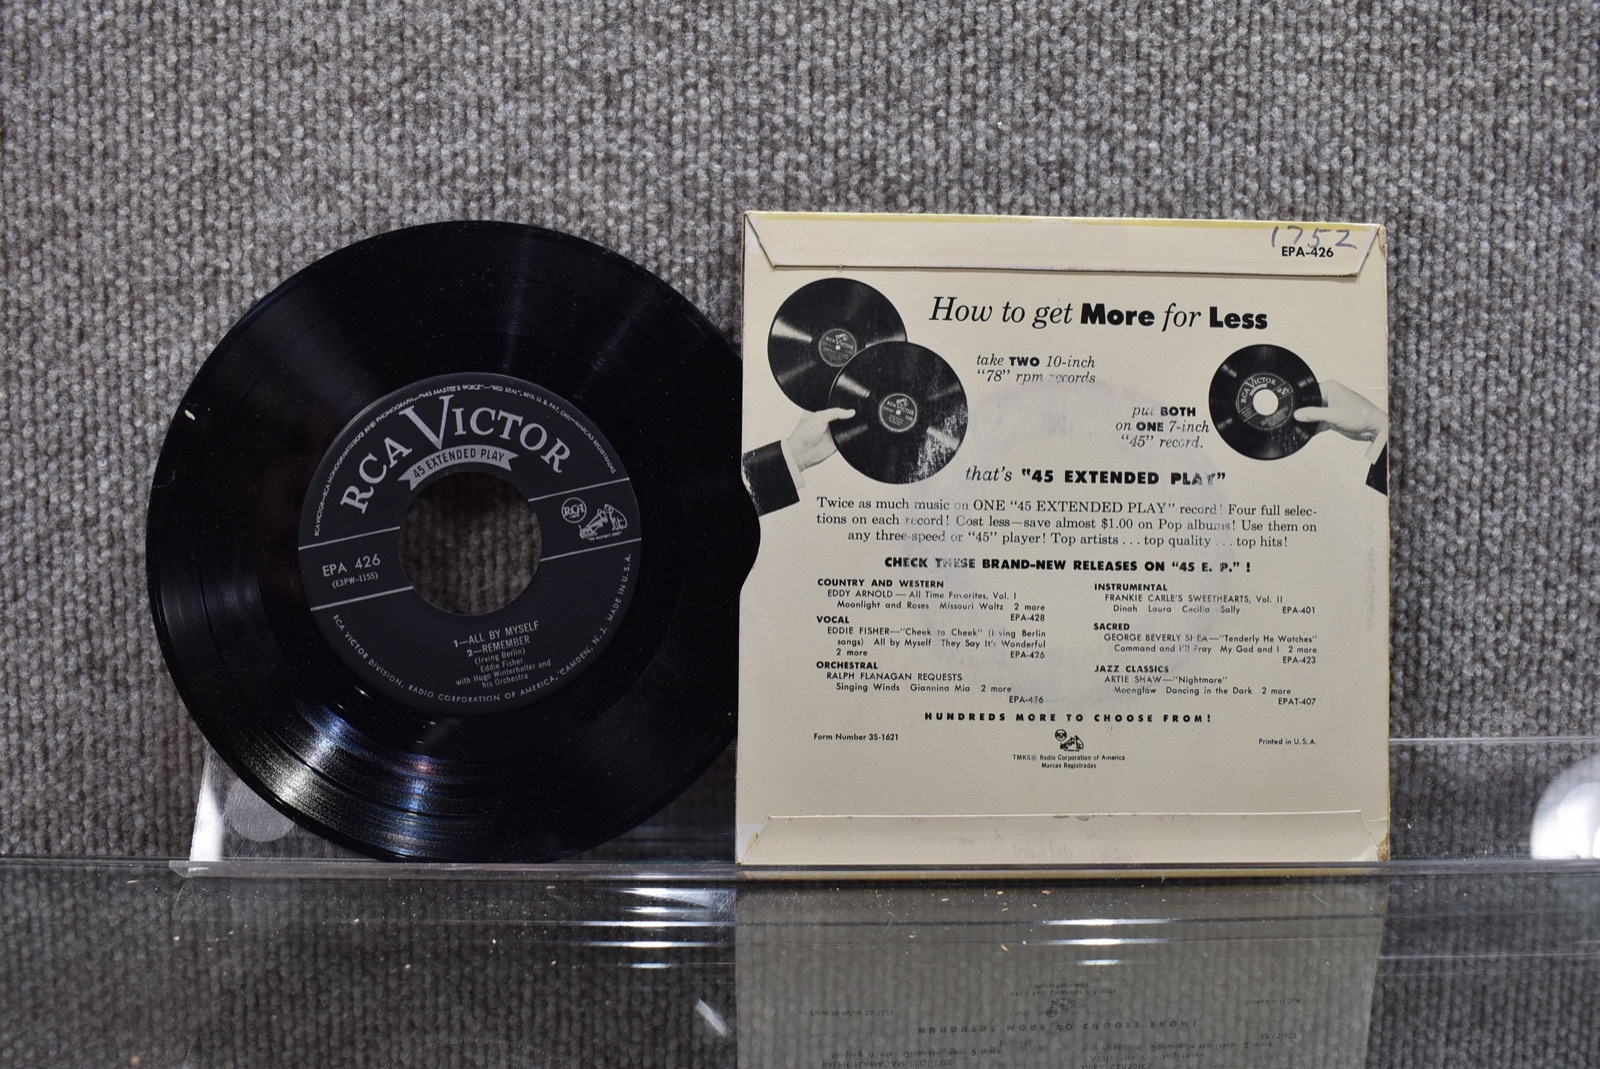 RCA VICTOR
45 EXTENDED PLAY
RCA
"HIS MASTER'S VOICE"
EPA 426
(E3PW-1155)
1—ALL BY MYSELF
2—REMEMBER
(Irving Berlin)
Eddie Fisher
with Hugo Winterhalter and
his Orchestra
RCA VICTOR DIVISION, RADIO CORPORATION OF AMERICA, CAMDEN, N. J. MADE IN U. S. A.
1752
EPA-426
How to get More for Less
take TWO 10-inch
"78" rpm records
put BOTH
on ONE 7-inch
"45" record.
that's "45 EXTENDED PLAY"
Twice as much music on ONE "45 EXTENDED PLAY" record! Four full selec-
tions on each record! Cost less—save almost $1.00 on Pop albums! Use them on
any three-speed or "45" player! Top artists . . . top quality . . . top hits!
CHECK THESE BRAND-NEW RELEASES ON "45 E. P." !
COUNTRY AND WESTERN
EDDY ARNOLD — All Time Favorites, Vol. I
Moonlight and Roses Missouri Waltz 2 more
EPA-428
VOCAL
EDDIE FISHER—"Cheek to Cheek" (Irving Berlin
songs) All by Myself They Say It's Wonderful
2 more EPA-426
ORCHESTRAL
RALPH FLANAGAN REQUESTS
Singing Winds Giannina Mia 2 more
EPA-436
INSTRUMENTAL
FRANKIE CARLE'S SWEETHEARTS, Vol. II
Dinah Laura Cecilia Sally EPA-401
SACRED
GEORGE BEVERLY SHEA—"Tenderly He Watches"
Command and I'll Pray My God and I 2 more
EPA-423
JAZZ CLASSICS
ARTIE SHAW—"Nightmare"
Moonglow Dancing in the Dark 2 more
EPAT-407
HUNDREDS MORE TO CHOOSE FROM!
Form Number 3S-1621
Printed in U. S. A.
TMKS® Radio Corporation of America
Marcas Registradas